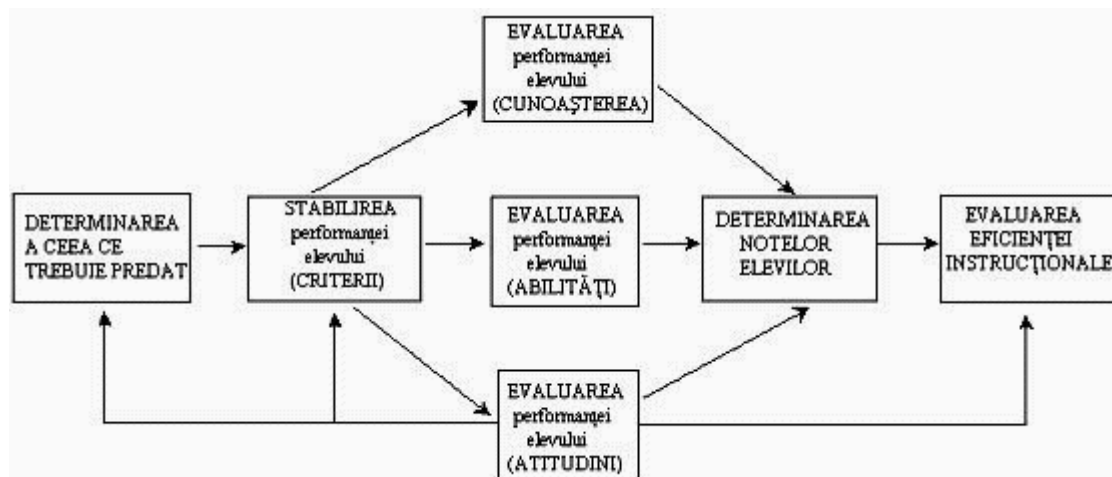 EVALUAREA
performanței
elevului
(CUNOAȘTEREA)
DETERMINAREA
A CEEA CE
TREBUIE PREDAT
STABILIREA
performanței
elevului
(CRITERII)
EVALUAREA
performanței
elevului
(ABILITĂȚI)
DETERMINAREA
NOTELOR
ELEVILOR
EVALUAREA
EFICIENȚEI
INSTRUCȚIONALE
EVALUAREA
performanței
elevului
(ATITUDINI)